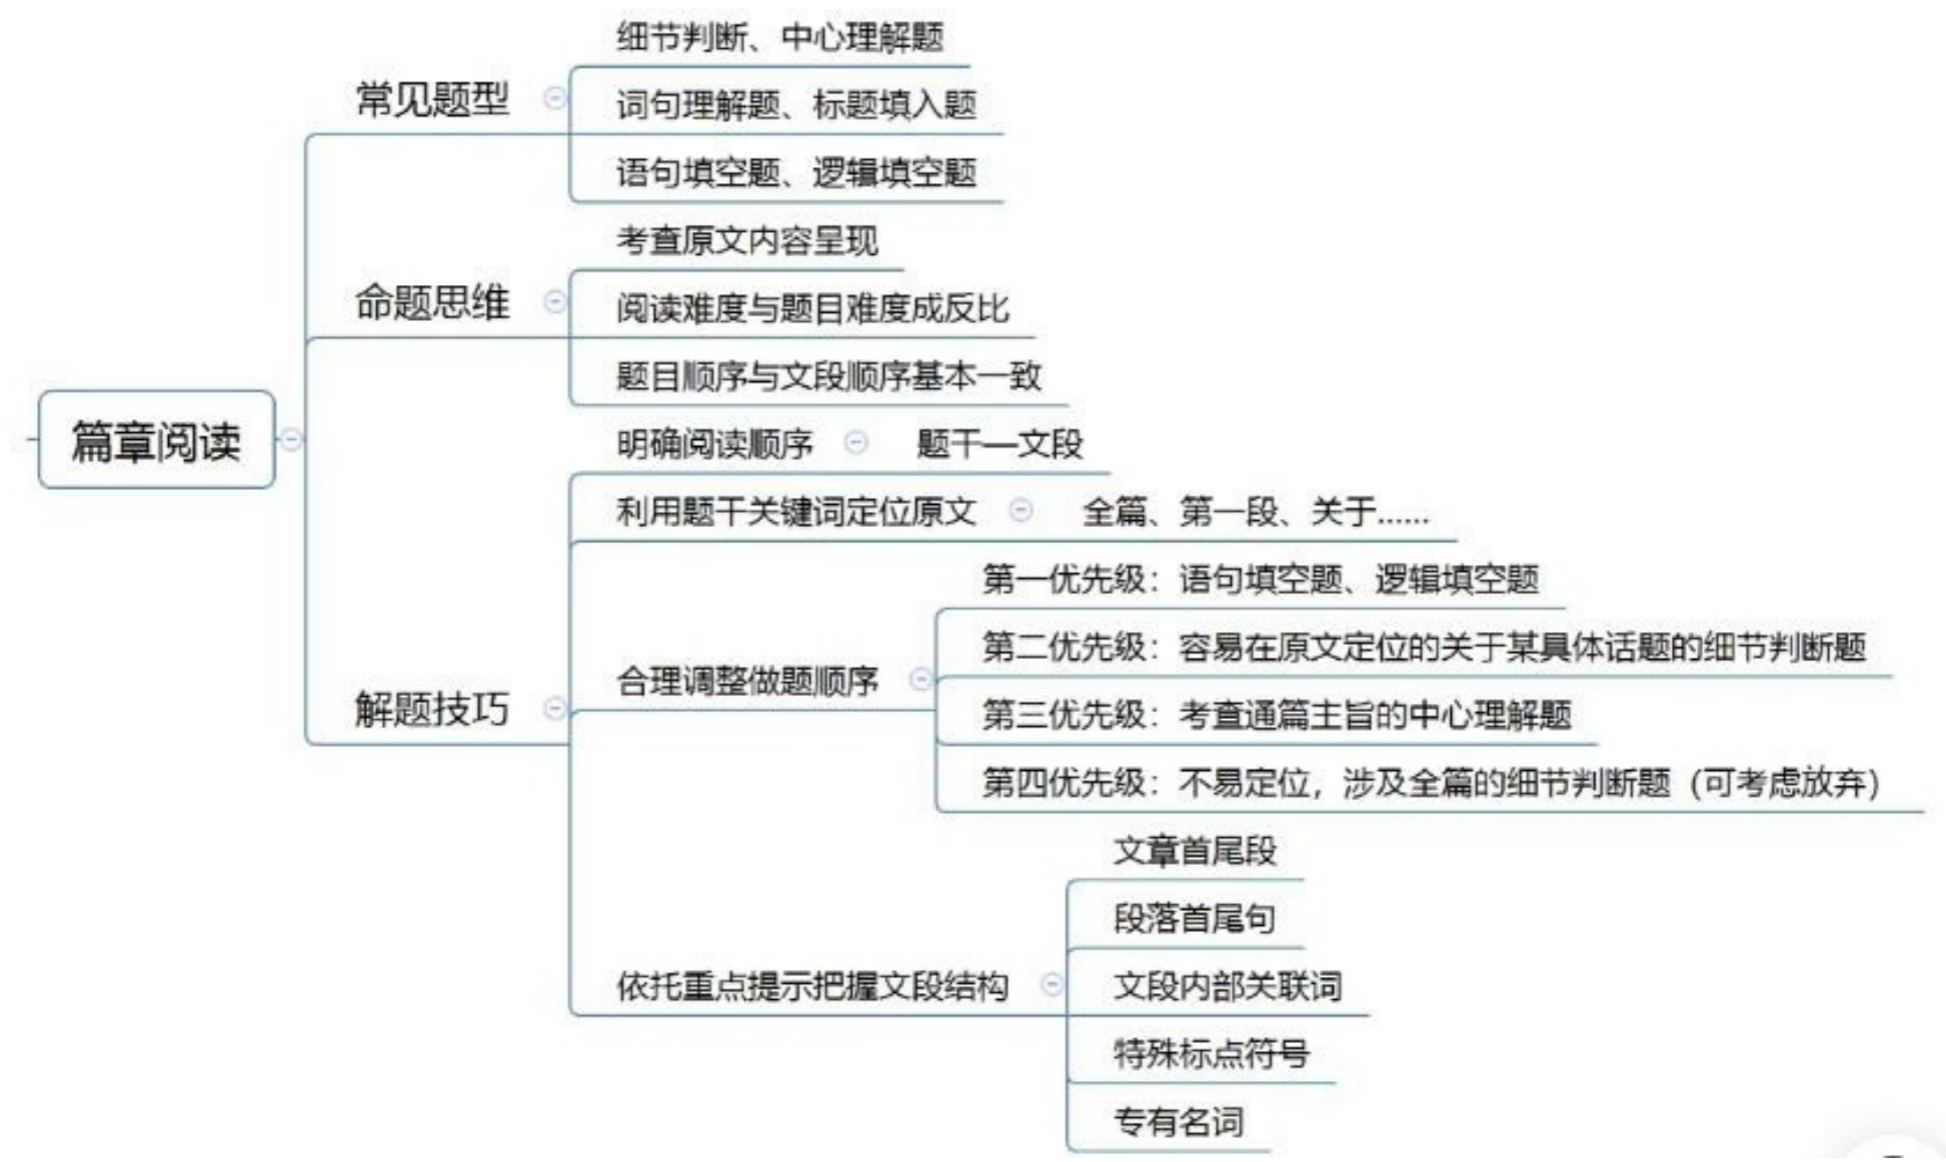 篇章阅读
常见题型
细节判断、中心理解题
词句理解题、标题填入题
语句填空题、逻辑填空题
命题思维
考查原文内容呈现
阅读难度与题目难度成反比
题目顺序与文段顺序基本一致
解题技巧
明确阅读顺序
题干—文段
利用题干关键词定位原文
全篇、第一段、关于……
合理调整做题顺序
第一优先级：语句填空题、逻辑填空题
第二优先级：容易在原文定位的关于某具体话题的细节判断题
第三优先级：考查通篇主旨的中心理解题
第四优先级：不易定位，涉及全篇的细节判断题（可考虑放弃）
依托重点提示把握文段结构
文章首尾段
段落首尾句
文段内部关联词
特殊标点符号
专有名词